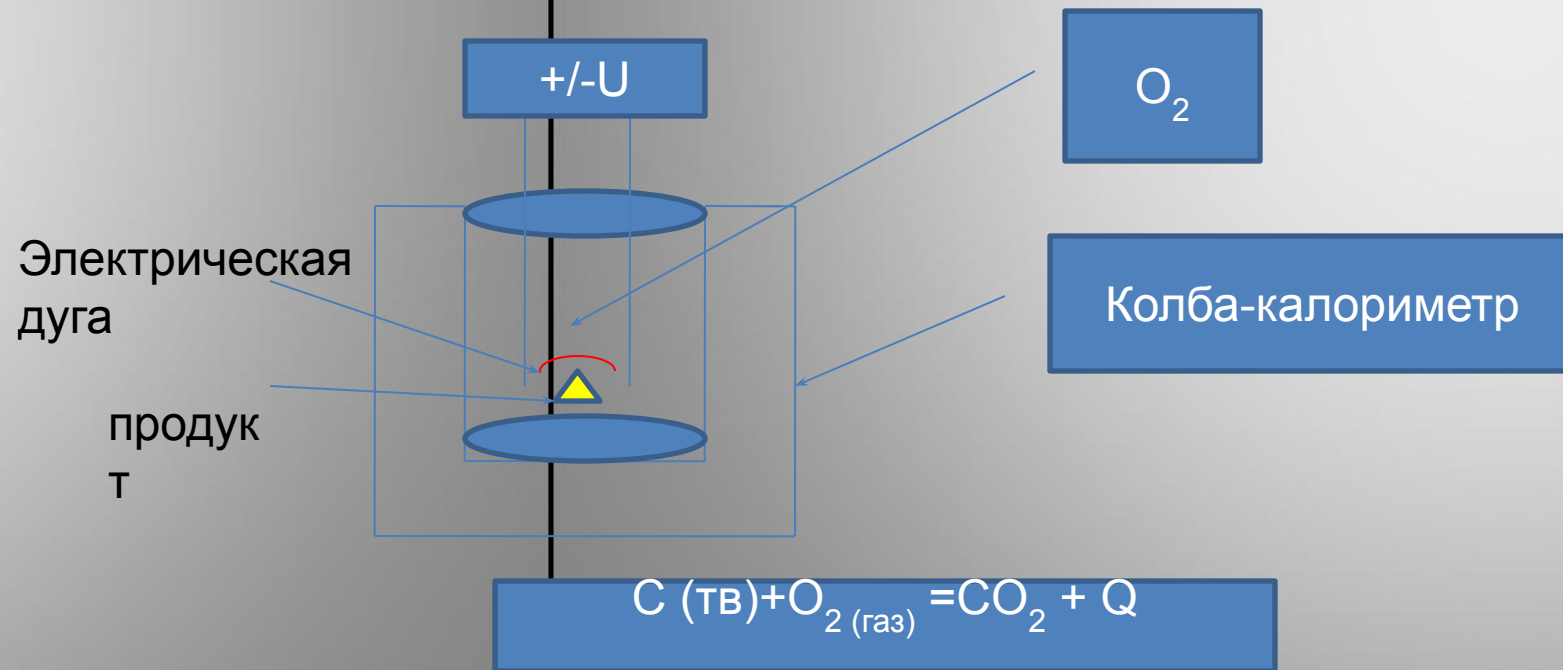 +/-U
O₂
Электрическая
дуга
Колба-калориметр
продук
т
С (тв)+O₂ (газ) =CO₂ + Q